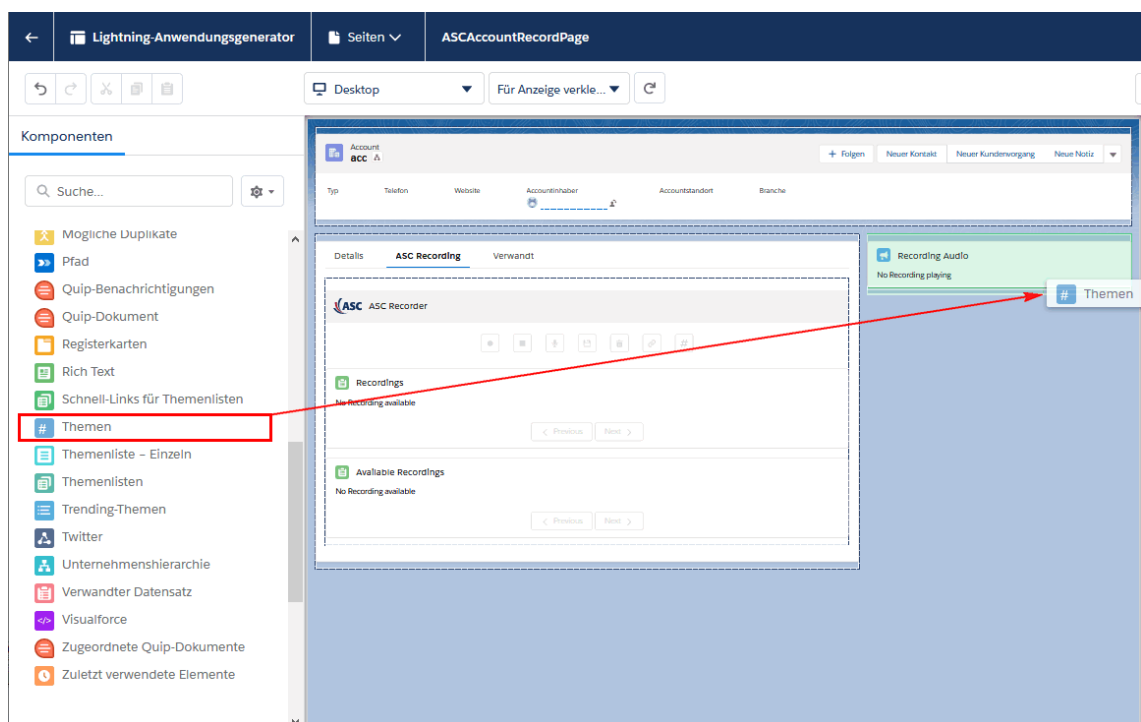 Lightning-Anwendungsgenerator
Seiten
ASCAccountRecordPage
Desktop
Für Anzeige verkle...
Komponenten
Suche...
Mögliche Duplikate
Pfad
Quip-Benachrichtigungen
Quip-Dokument
Registerkarten
Rich Text
Schnell-Links für Themenlisten
# Themen
Themenliste – Einzeln
Themenlisten
Trending-Themen
Twitter
Unternehmenshierarchie
Verwandter Datensatz
</> Visualforce
Zugeordnete Quip-Dokumente
Zuletzt verwendete Elemente
Account
acc
+ Folgen
Neuer Kontakt
Neuer Kundenvorgang
Neue Notiz
Typ
Telefon
Website
Accountinhaber
Accountstandort
Branche
Details
ASC Recording
Verwandt
ASC ASC Recorder
#
Recordings
No Recording available
< Previous
Next >
Available Recordings
No Recording available
< Previous
Next >
Recording Audio
No Recording playing
# Themen